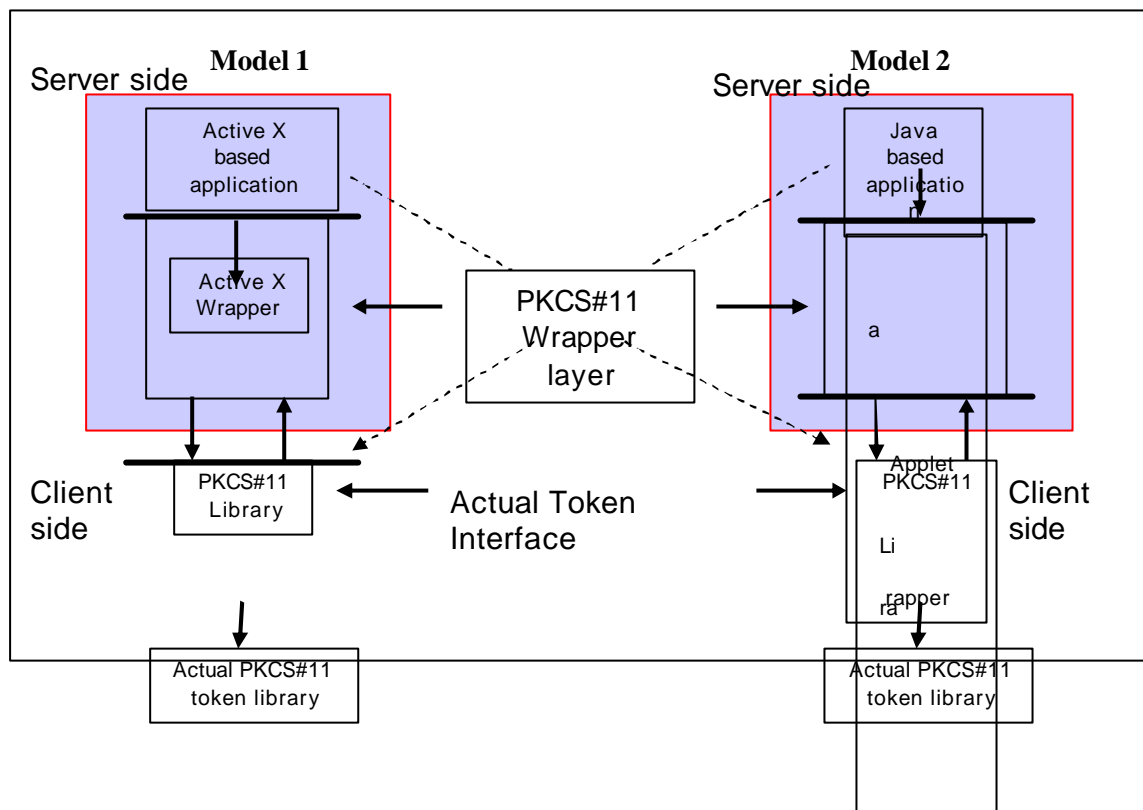 Model 1
Server side
Active X
based
application
Active X
Wrapper
PKCS#11
Library
Client
side
Actual PKCS#11
token library
PKCS#11
Wrapper
layer
Actual Token
Interface
Model 2
Server side
Java
based
applicatio
n
a
Applet
PKCS#11
Li
ra
rapper
Client
side
Actual PKCS#11
token library